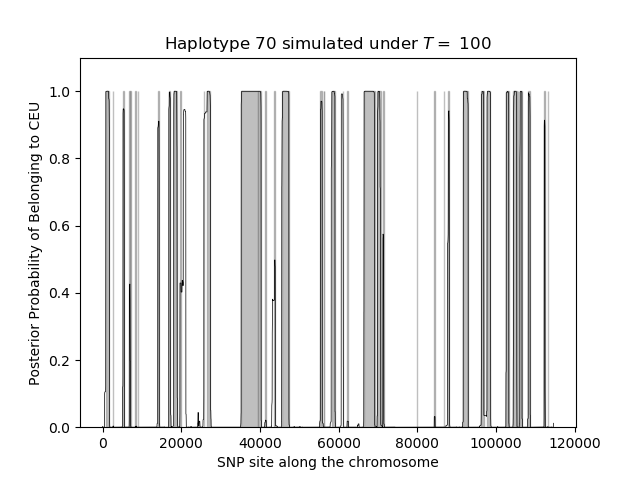 Haplotype 70 simulated under T = 100
Posterior Probability of Belonging to CEU
1.0
0.8
0.6
0.4
0.2
0.0
0 20000 40000 60000 80000 100000 120000
SNP site along the chromosome